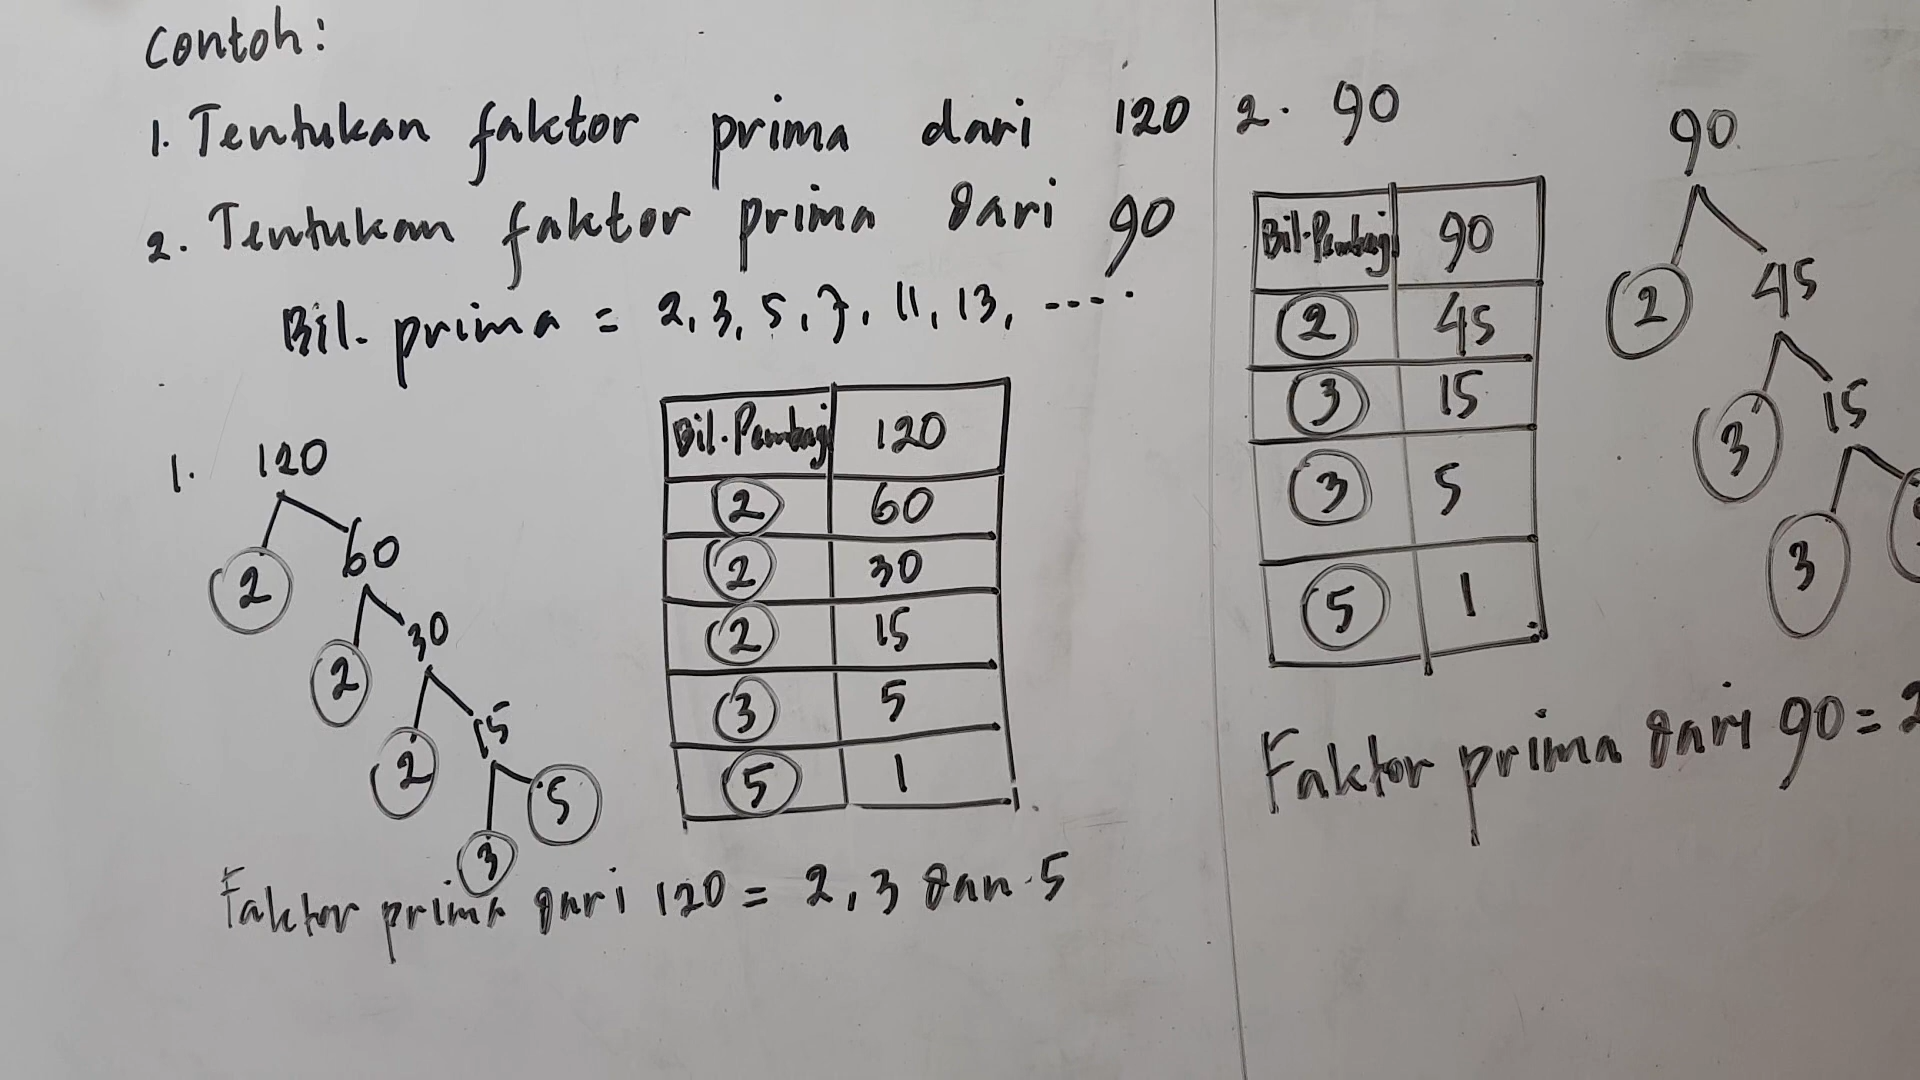 Contoh:
1. Tentukan faktor prima dari 120
2. Tentukan faktor prima dari 90
Bil. prima = 2, 3, 5, 7, 11, 13, ....
1. 120
2 60
2 30
2 15
3 5
Bil. Pembagi 120
2 60
2 30
2 15
3 5
5 1
Faktor prima dari 120 = 2, 3 dan 5
2. 90
Bil. Pembagi 90
2 45
3 15
3 5
5 1
90
2 45
3 15
3
Faktor prima dari 90 = 2